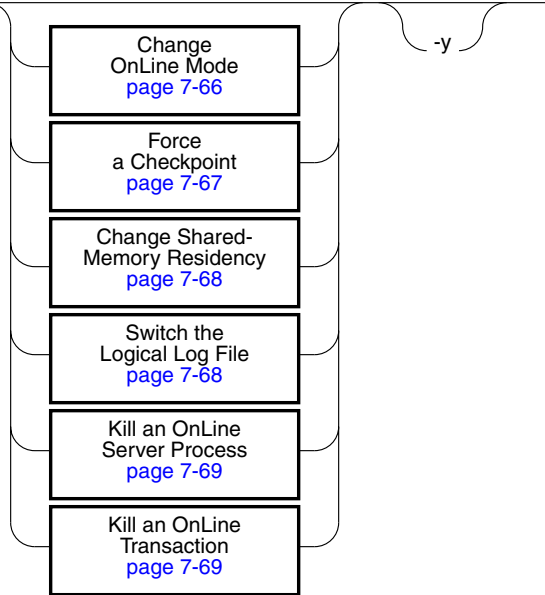 Change
OnLine Mode
page 7-66
-y
Force
a Checkpoint
page 7-67
Change Shared-
Memory Residency
page 7-68
Switch the
Logical Log File
page 7-68
Kill an OnLine
Server Process
page 7-69
Kill an OnLine
Transaction
page 7-69